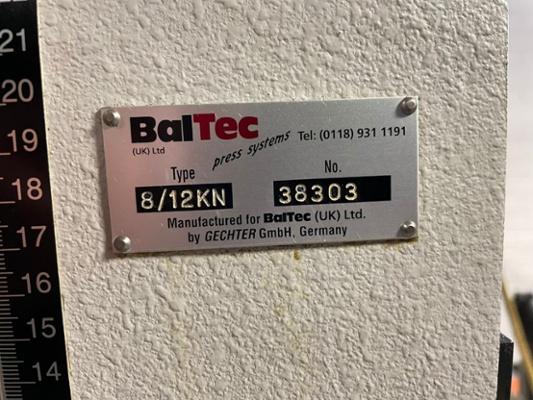 BalTec
(UK) Ltd
press systems
Tel: (0118) 931 1191
Type
No.
8/12KN
38303
Manufactured for BalTec (UK) Ltd.
by GECHTER GmbH, Germany
21
20
19
18
17
16
15
14